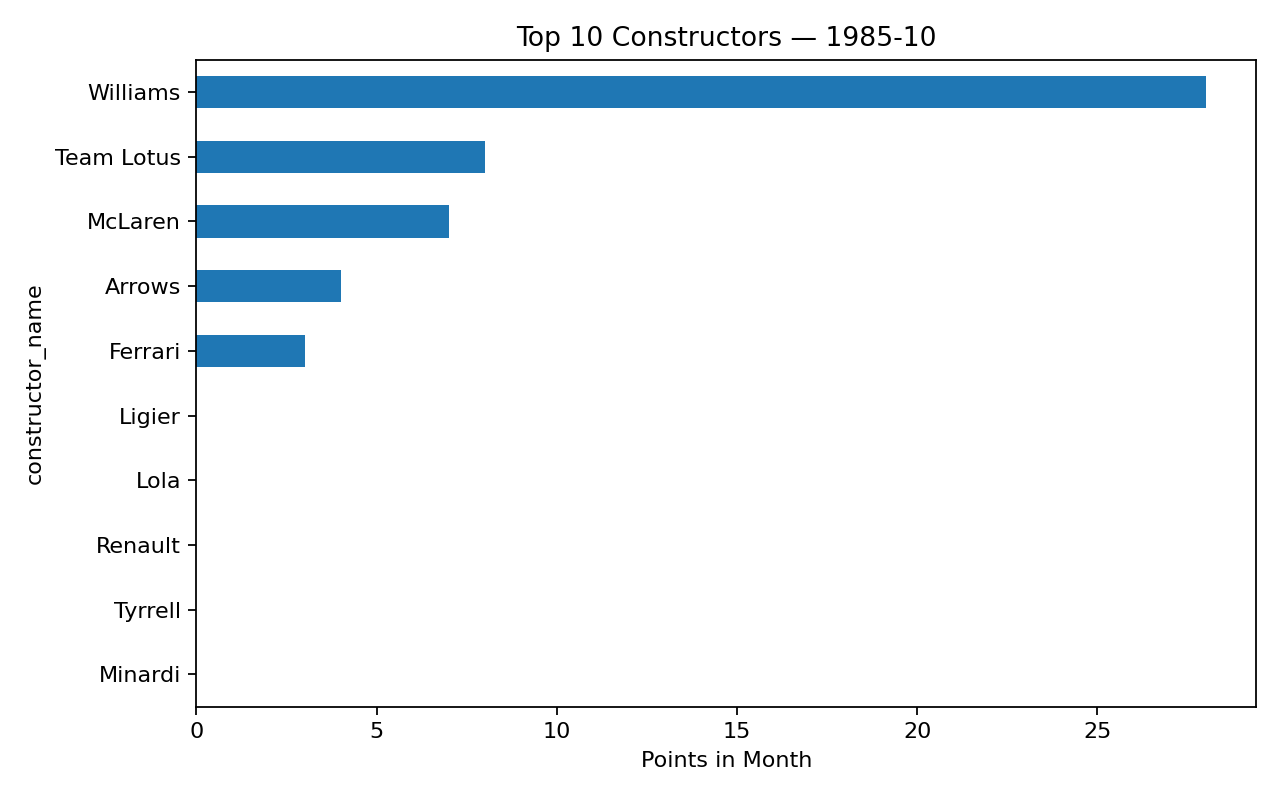 Top 10 Constructors — 1985-10
constructor_name
Williams
Team Lotus
McLaren
Arrows
Ferrari
Ligier
Lola
Renault
Tyrrell
Minardi
0 5 10 15 20 25
Points in Month